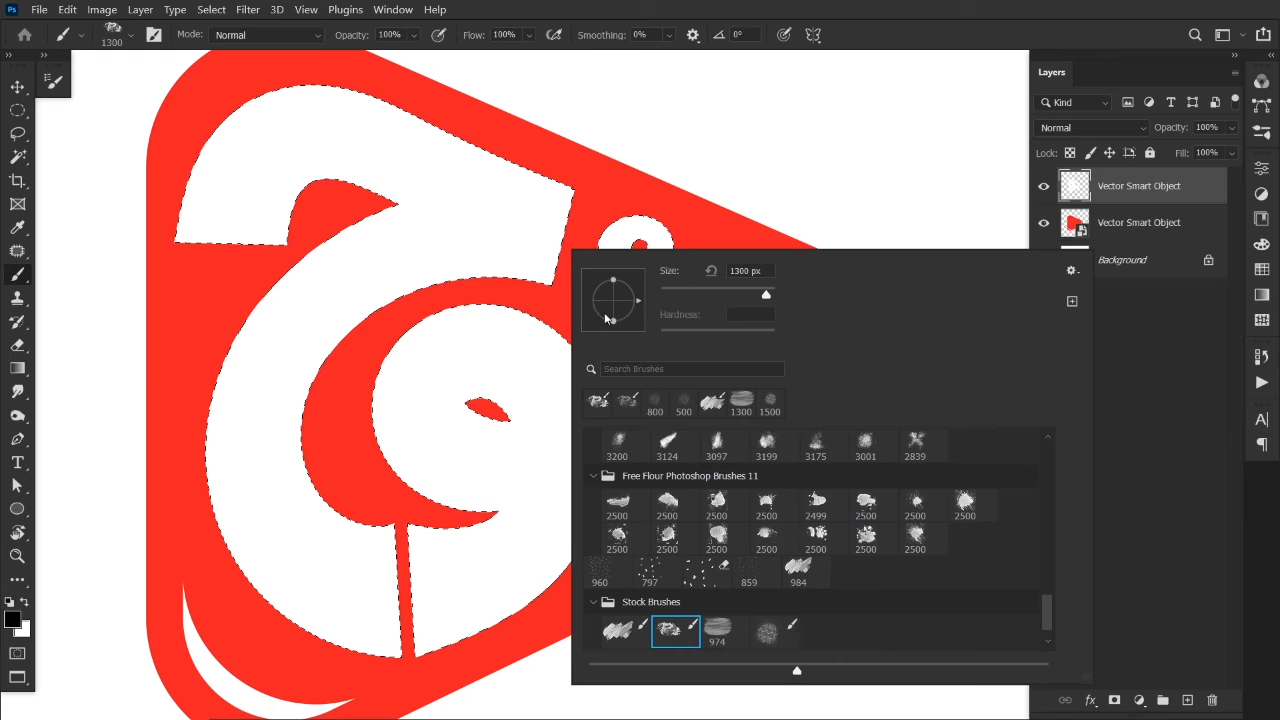 Ps File Edit Image Layer Type Select Filter 3D View Plugins Window Help
1300 Mode: Normal Opacity: 100% Flow: 100% Smoothing: 0% 0°
Layers
Kind
Normal Opacity: 100%
Lock: Fill: 100%
Vector Smart Object
Vector Smart Object
Background
Size: 1300 px
Hardness:
Search Brushes
800 500 1300 1500
3200 3124 3097 3199 3175 3001 2839
Free Flour Photoshop Brushes 11
2500 2500 2500 2500 2499 2500 2500 2500
2500 2500 2500 2500 2500 2500 2500
960 797 859 984
Stock Brushes
974